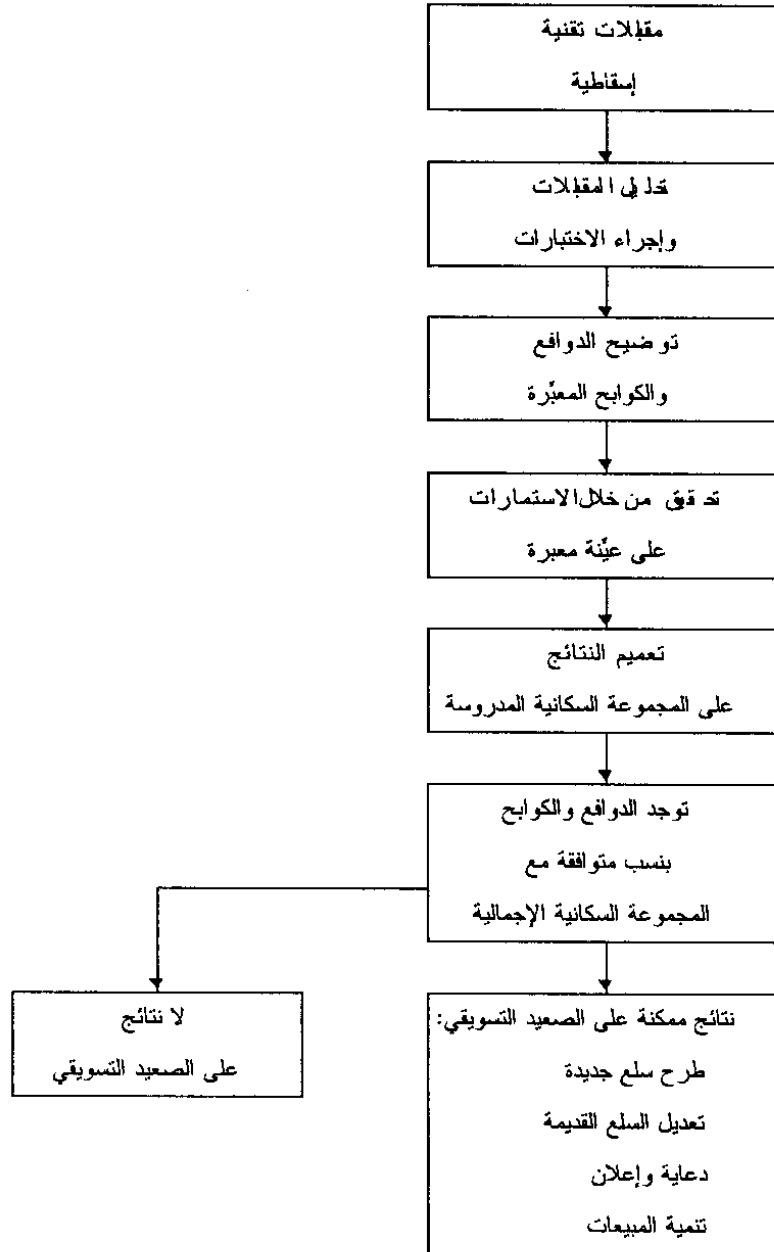 مقابلات تقنية
إسقاطية
تحليل المقابلات
وإجراء الاختبارات
توضيح الدوافع
والكوابح المعبّرة
تدقيق من خلال الاستمارات
على عيّنة معبرة
تعميم النتائج
على المجموعة السكانية المدروسة
توجد الدوافع والكوابح
بنسب متوافقة مع
المجموعة السكانية الإجمالية
نتائج ممكنة على الصعيد التسويقي:
طرح سلع جديدة
تعديل السلع القديمة
دعاية وإعلان
تنمية المبيعات
لا نتائج
على الصعيد التسويقي